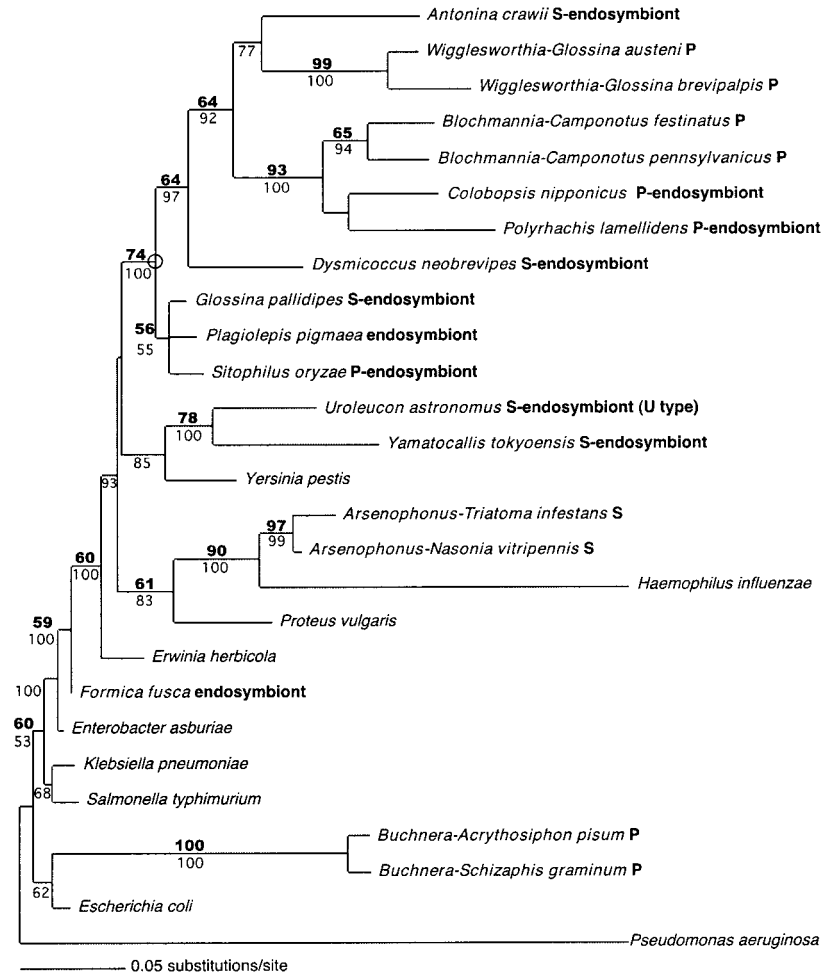 Antonina crawii S-endosymbiont
77
Wigglesworthia-Glossina austeni P
99
100
Wigglesworthia-Glossina brevipalpis P
64
92
Blochmannia-Camponotus festinatus P
65
94
Blochmannia-Camponotus pennsylvanicus P
93
100
Colobopsis nipponicus P-endosymbiont
64
97
Polyrhachis lamellidens P-endosymbiont
74
100
Dysmicoccus neobrevipes S-endosymbiont
Glossina pallidipes S-endosymbiont
56
55
Plagiolepis pigmaea endosymbiont
Sitophilus oryzae P-endosymbiont
Uroleucon astronomus S-endosymbiont (U type)
78
100
Yamatocallis tokyoensis S-endosymbiont
85
93
Yersinia pestis
Arsenophonus-Triatoma infestans S
97
99
Arsenophonus-Nasonia vitripennis S
90
100
60
100
Haemophilus influenzae
61
83
Proteus vulgaris
59
100
Erwinia herbicola
100
Formica fusca endosymbiont
60
53
Enterobacter asburiae
Klebsiella pneumoniae
68
Salmonella typhimurium
Buchnera-Acrythosiphon pisum P
100
100
Buchnera-Schizaphis graminum P
62
Escherichia coli
Pseudomonas aeruginosa
0.05 substitutions/site